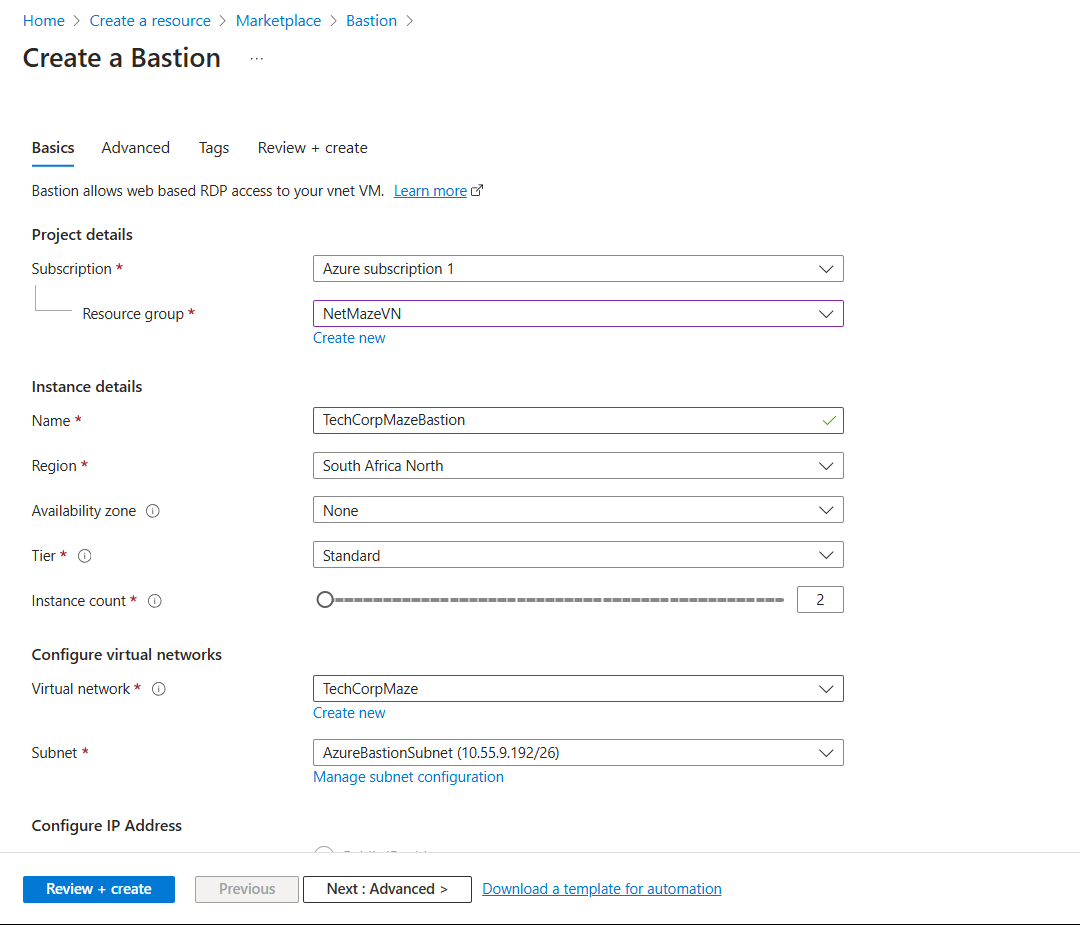 Home > Create a resource > Marketplace > Bastion >
Create a Bastion ...
Basics Advanced Tags Review + create
Bastion allows web based RDP access to your vnet VM. Learn more
Project details
Subscription * Azure subscription 1
Resource group * NetMazeVN
Create new
Instance details
Name * TechCorpMazeBastion
Region * South Africa North
Availability zone None
Tier * Standard
Instance count * 2
Configure virtual networks
Virtual network * TechCorpMaze
Create new
Subnet * AzureBastionSubnet (10.55.9.192/26)
Manage subnet configuration
Configure IP Address
Review + create Previous Next : Advanced > Download a template for automation